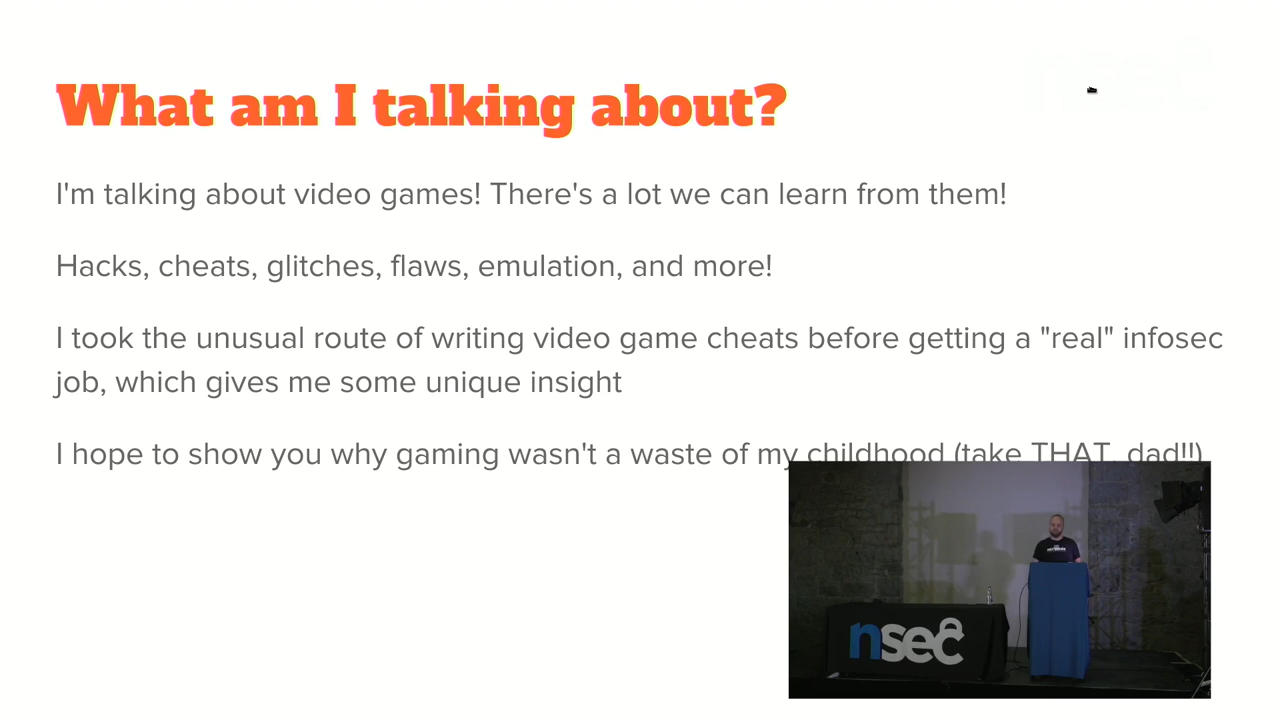 What am I talking about?
I'm talking about video games! There's a lot we can learn from them!
Hacks, cheats, glitches, flaws, emulation, and more!
I took the unusual route of writing video game cheats before getting a "real" infosec
job, which gives me some unique insight
I hope to show you why gaming wasn't a waste of my childhood (take THAT, dad!!)
nsec